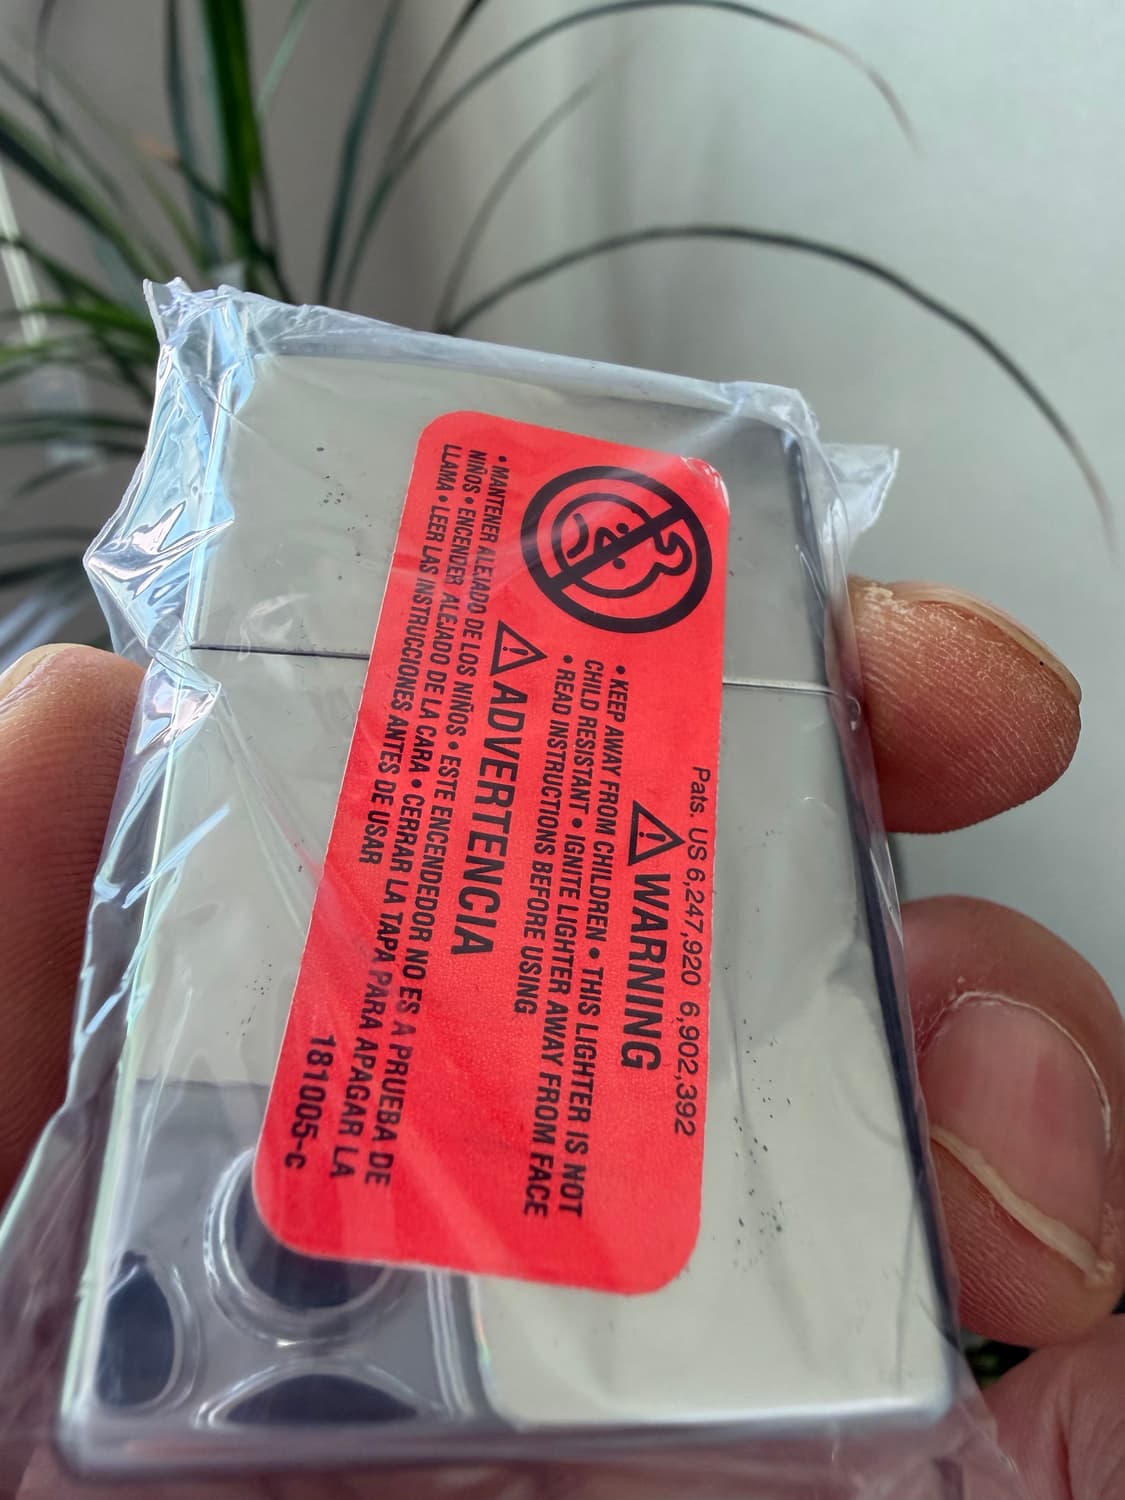 Pats. US 6,247,920 6,902,392
⚠ WARNING
• KEEP AWAY FROM CHILDREN • THIS LIGHTER IS NOT
CHILD RESISTANT • IGNITE LIGHTER AWAY FROM FACE
• READ INSTRUCTIONS BEFORE USING
⚠ ADVERTENCIA
• MANTENER ALEJADO DE LOS NIÑOS • ESTE ENCENDEDOR NO ES A PRUEBA DE
NIÑOS • ENCENDER ALEJADO DE LA CARA • CERRAR LA TAPA PARA APAGAR LA
LLAMA • LEER LAS INSTRUCCIONES ANTES DE USAR
181005-C